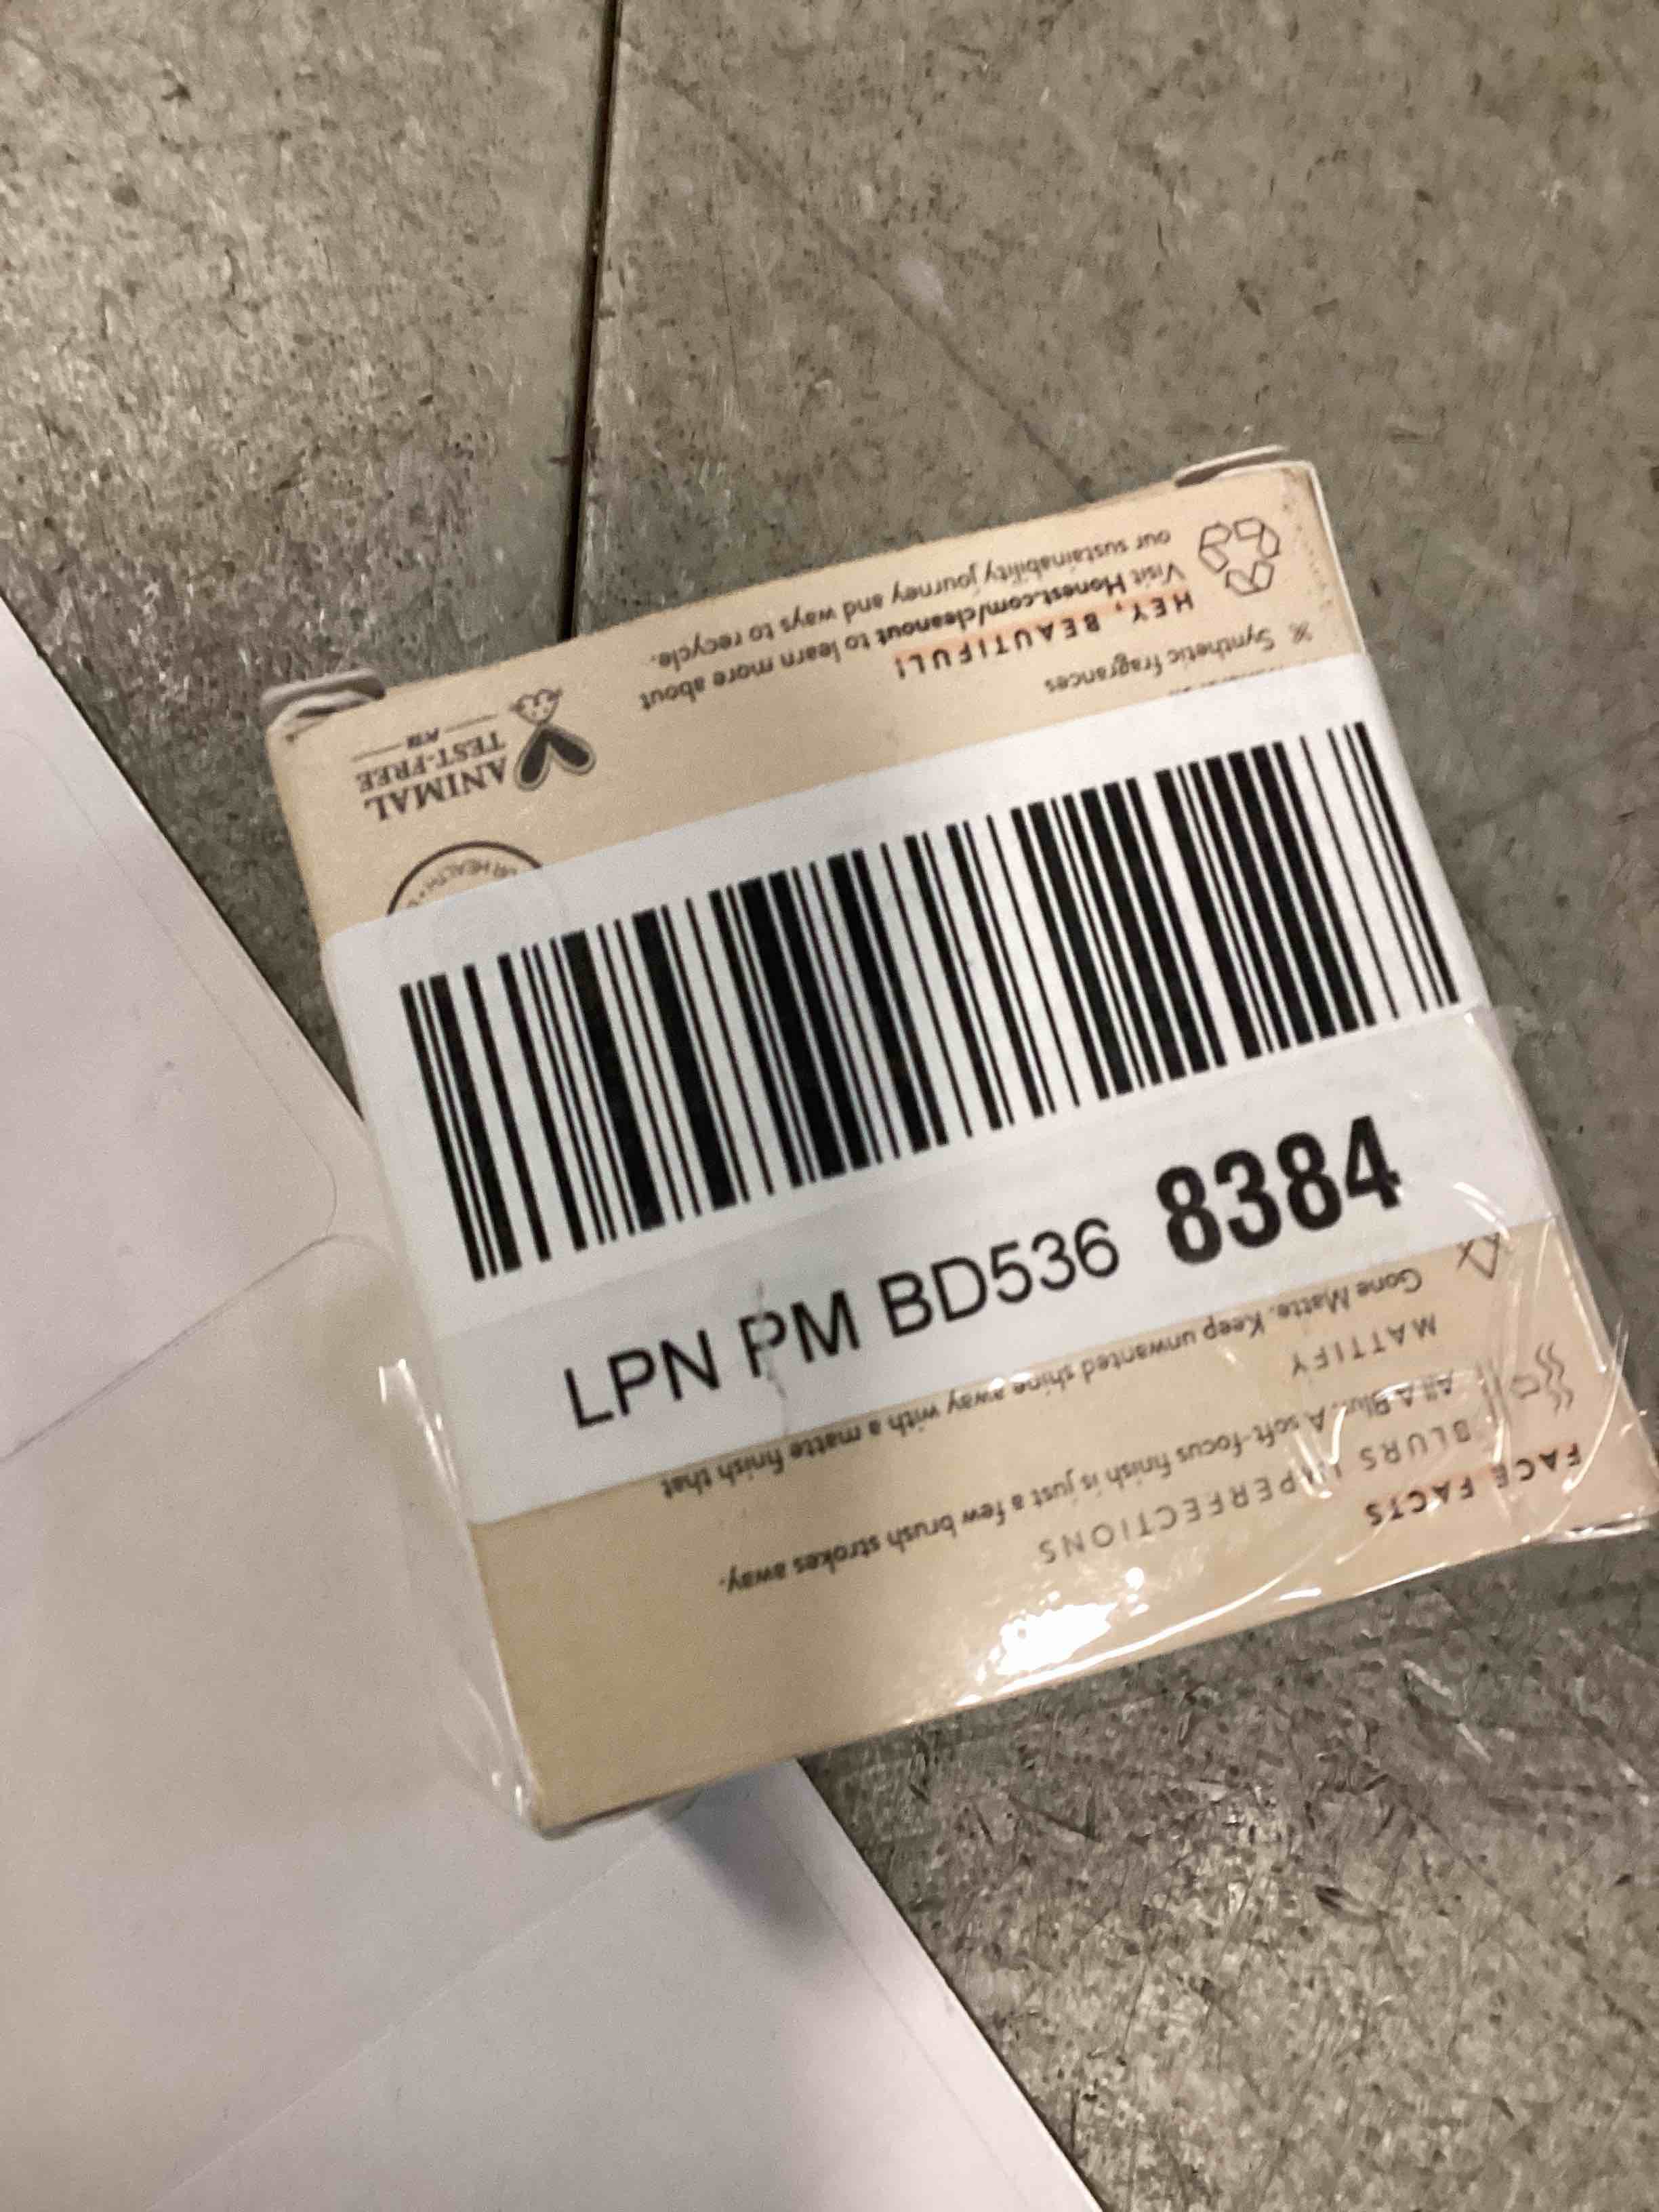 LPN PM BD536 8384
FACE FACTS
BLURS IMPERFECTIONS
All A Blur. A soft-focus finish is just a few brush strokes away.
MATTIFY
Gone Matte. Keep unwanted shine away with a matte finish that
Synthetic fragrances
HEY, BEAUTIFUL!
Visit Honest.com/cleanout to learn more about
our sustainability journey and ways to recycle.
ANIMAL
TEST-FREE
PETA